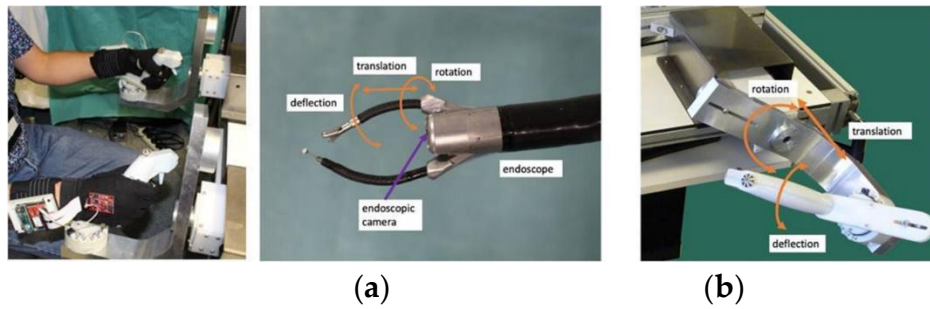 translation
rotation
deflection
endoscope
endoscopic
camera
rotation
translation
deflection
(a)
(b)